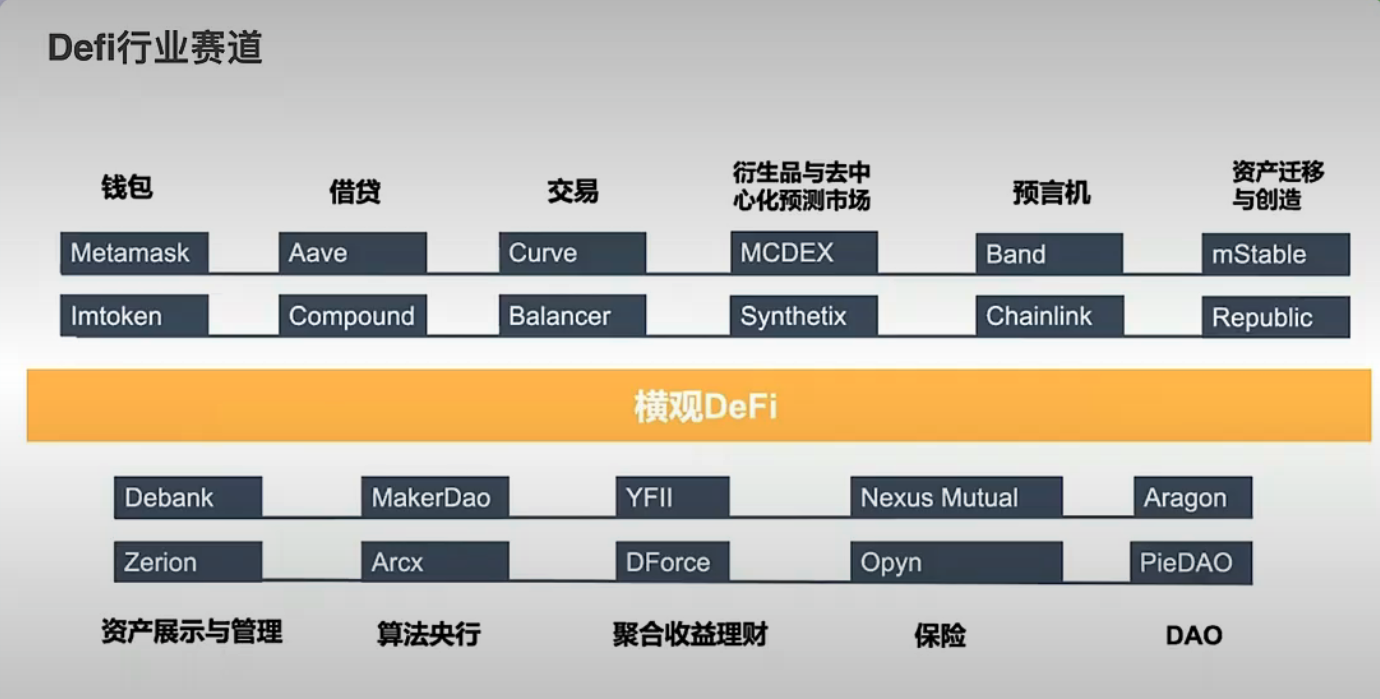 Defi行业赛道
钱包
借贷
交易
衍生品与去中
心化预测市场
预言机
资产迁移
与创造
Metamask
Aave
Curve
MCDEX
Band
mStable
Imtoken
Compound
Balancer
Synthetix
Chainlink
Republic
横观DeFi
Debank
MakerDao
YFII
Nexus Mutual
Aragon
Zerion
Arcx
DForce
Opyn
PieDAO
资产展示与管理
算法央行
聚合收益理财
保险
DAO